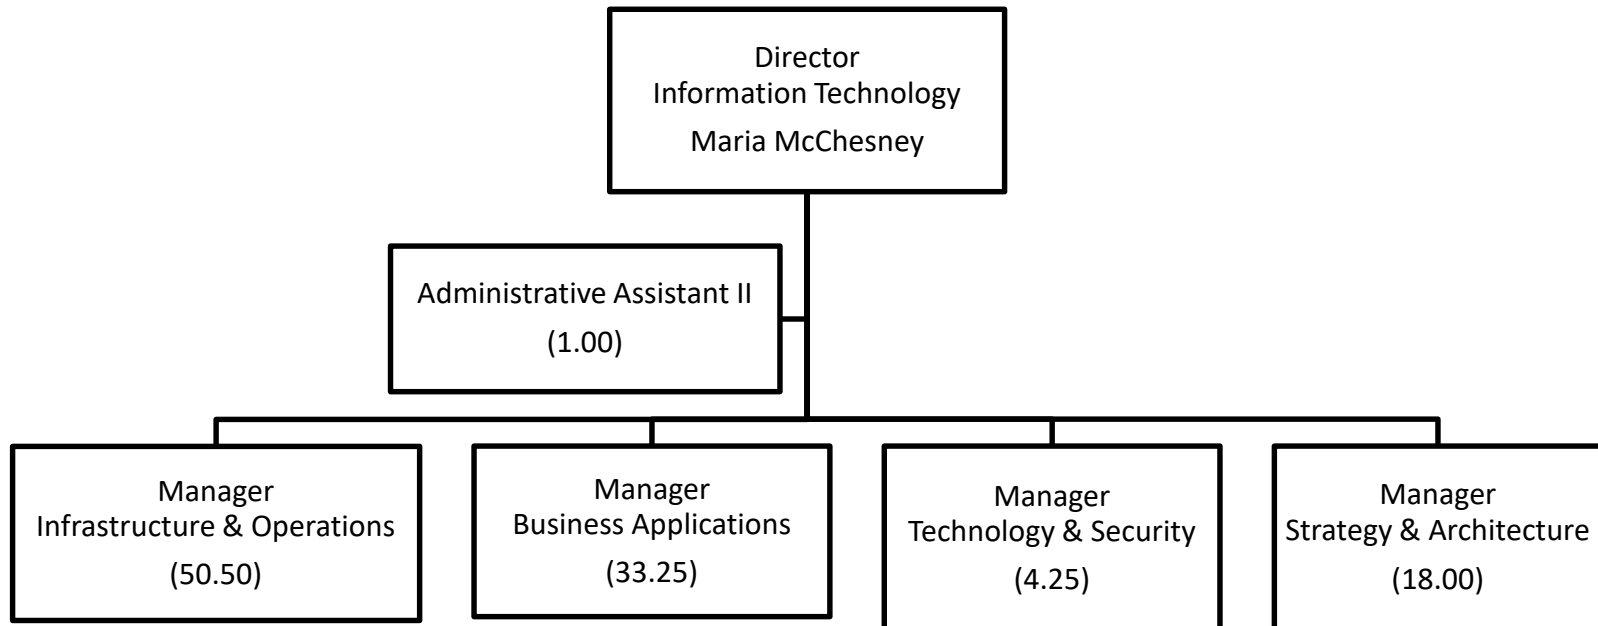 Director
Information Technology
Maria McChesney
Administrative Assistant II
(1.00)
Manager
Infrastructure & Operations
(50.50)
Manager
Business Applications
(33.25)
Manager
Technology & Security
(4.25)
Manager
Strategy & Architecture
(18.00)